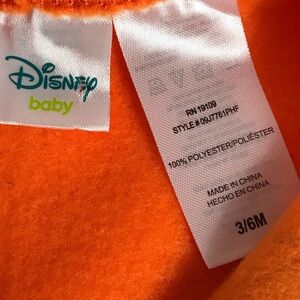 Disney
baby
RN 19109
STYLE # 09J7761PHF
100% POLYESTER/POLIÉSTER
MADE IN CHINA
HECHO EN CHINA
3/6M